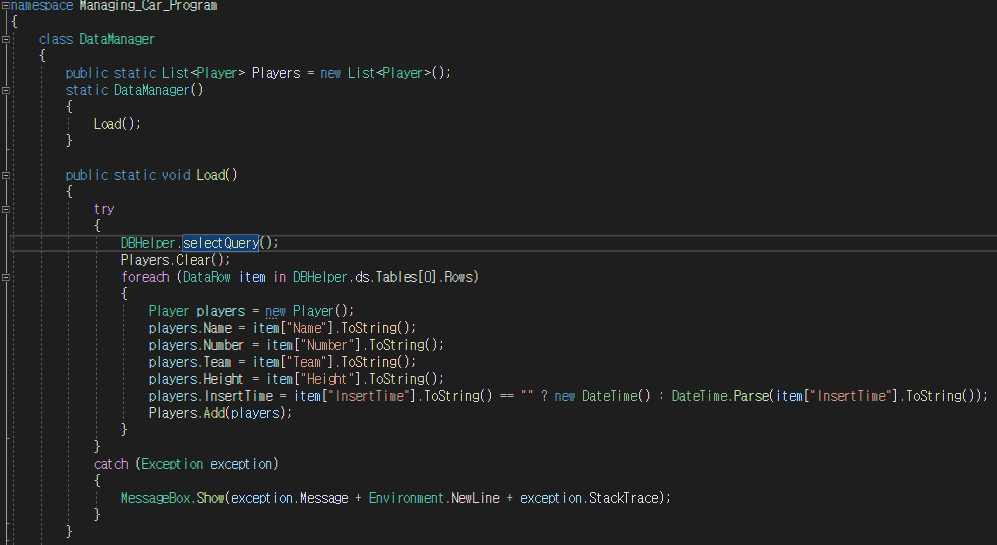 namespace Managing_Car_Program
{
class DataManager
{
public static List<Player> Players = new List<Player>();
static DataManager()
{
Load();
}
public static void Load()
{
try
{
DBHelper.selectQuery();
Players.Clear();
foreach (DataRow item in DBHelper.ds.Tables[0].Rows)
{
Player players = new Player();
players.Name = item["Name"].ToString();
players.Number = item["Number"].ToString();
players.Team = item["Team"].ToString();
players.Height = item["Height"].ToString();
players.InsertTime = item["InsertTime"].ToString() == "" ? new DateTime() : DateTime.Parse(item["InsertTime"].ToString());
Players.Add(players);
}
}
catch (Exception exception)
{
MessageBox.Show(exception.Message + Environment.NewLine + exception.StackTrace);
}
}